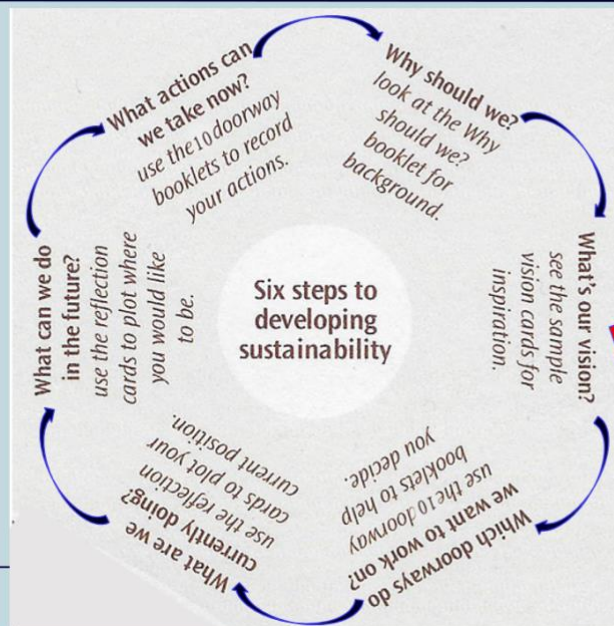 Six steps to
developing
sustainability
Why should we?
look at the Why
should we?
booklet for
background.
What's our vision?
see the sample
vision cards for
inspiration.
Which doorways do
we want to work on?
use the 10 doorway
booklets to help
you decide.
What are we
currently doing?
use the reflection
cards to plot your
current position.
What can we do
in the future?
use the reflection
cards to plot where
you would like
to be.
What actions can
we take now?
use the 10 doorway
booklets to record
your actions.